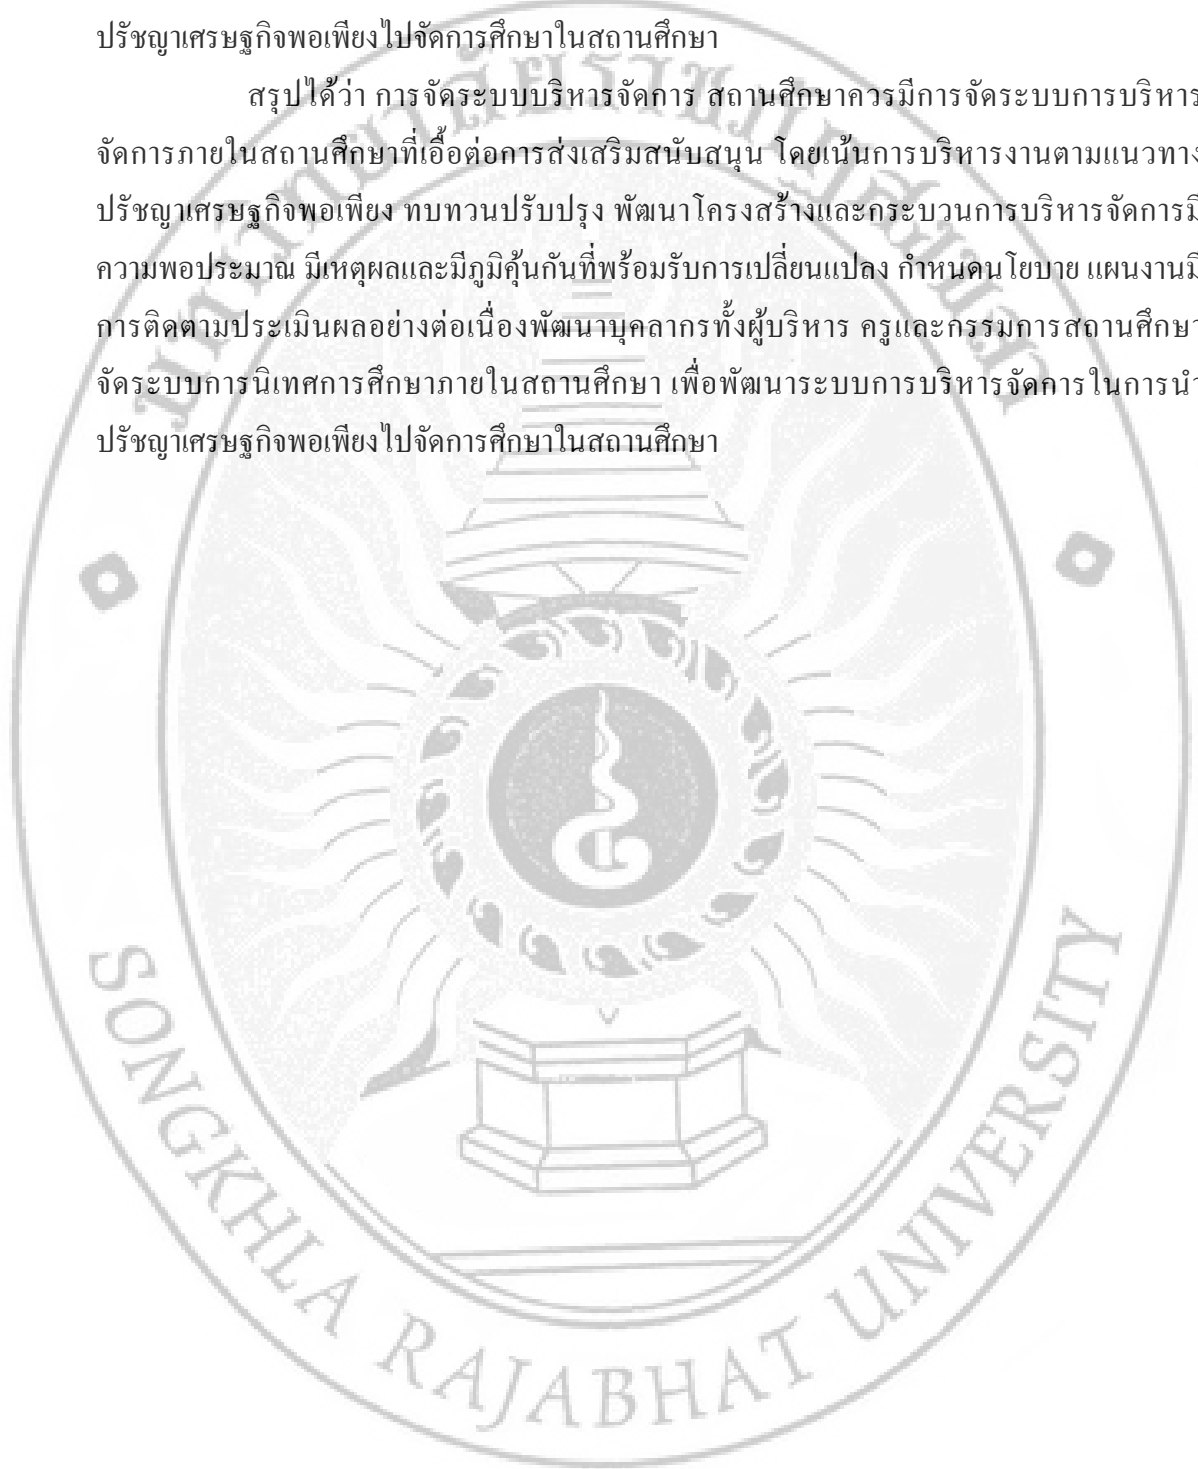 ปรัชญาเศรษฐกิจพอเพียงไปจัดการศึกษาในสถานศึกษา
สรุปได้ว่า การจัดระบบบริหารจัดการ สถานศึกษาควรมีการจัดระบบการบริหาร
จัดการภายในสถานศึกษาที่เอื้อต่อการส่งเสริมสนับสนุน โดยเน้นการบริหารงานตามแนวทาง
ปรัชญาเศรษฐกิจพอเพียง ทบทวนปรับปรุง พัฒนาโครงสร้างและกระบวนการบริหารจัดการมี
ความพอประมาณ มีเหตุผลและมีภูมิคุ้นกันที่พร้อมรับการเปลี่ยนแปลง กำหนดนโยบาย แผนงานมี
การติดตามประเมินผลอย่างต่อเนื่องพัฒนาบุคลากรทั้งผู้บริหาร ครูและกรรมการสถานศึกษา
จัดระบบการนิเทศการศึกษาภายในสถานศึกษา เพื่อพัฒนาระบบการบริหารจัดการในการนำ
ปรัชญาเศรษฐกิจพอเพียงไปจัดการศึกษาในสถานศึกษา
มหาวิทยาลัยราชภัฏสงขลา
SONGKHLA RAJABHAT UNIVERSITY